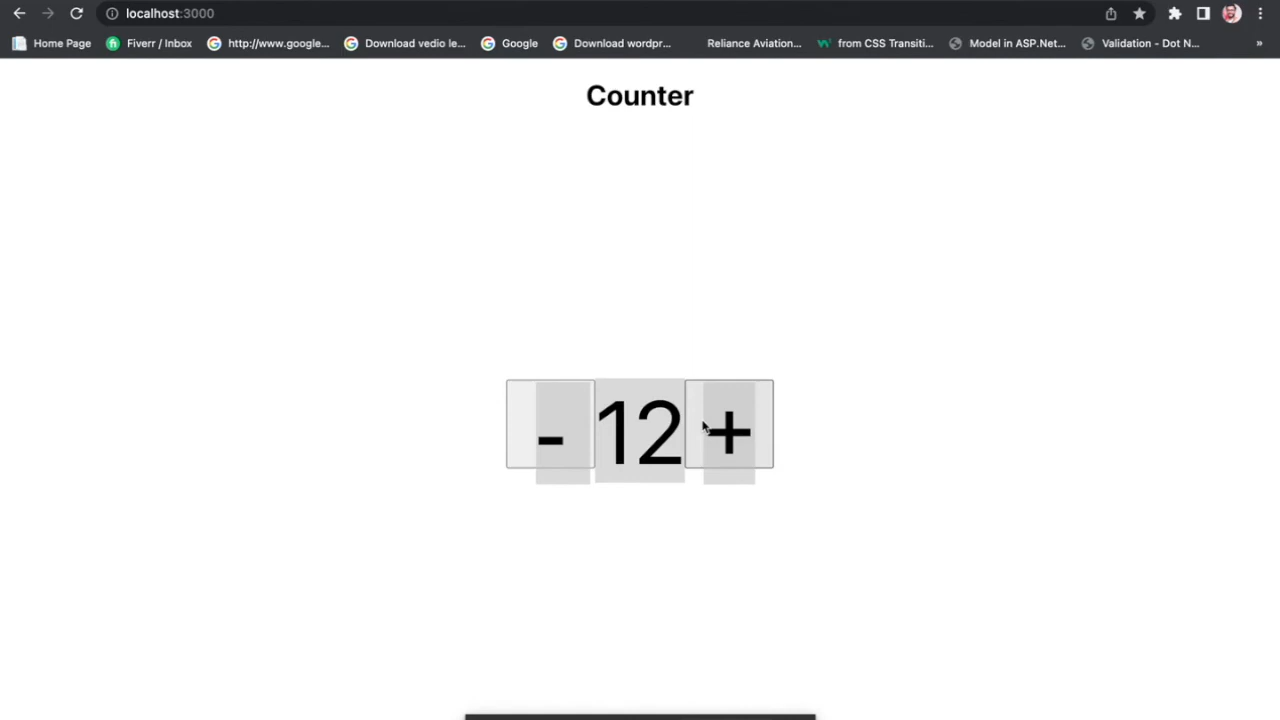 localhost:3000
Home Page Fiverr / Inbox http://www.google... Download vedio le... Google Download wordpr... Reliance Aviation... from CSS Transiti... Model in ASP.Net... Validation - Dot N... »
Counter
- 12 +